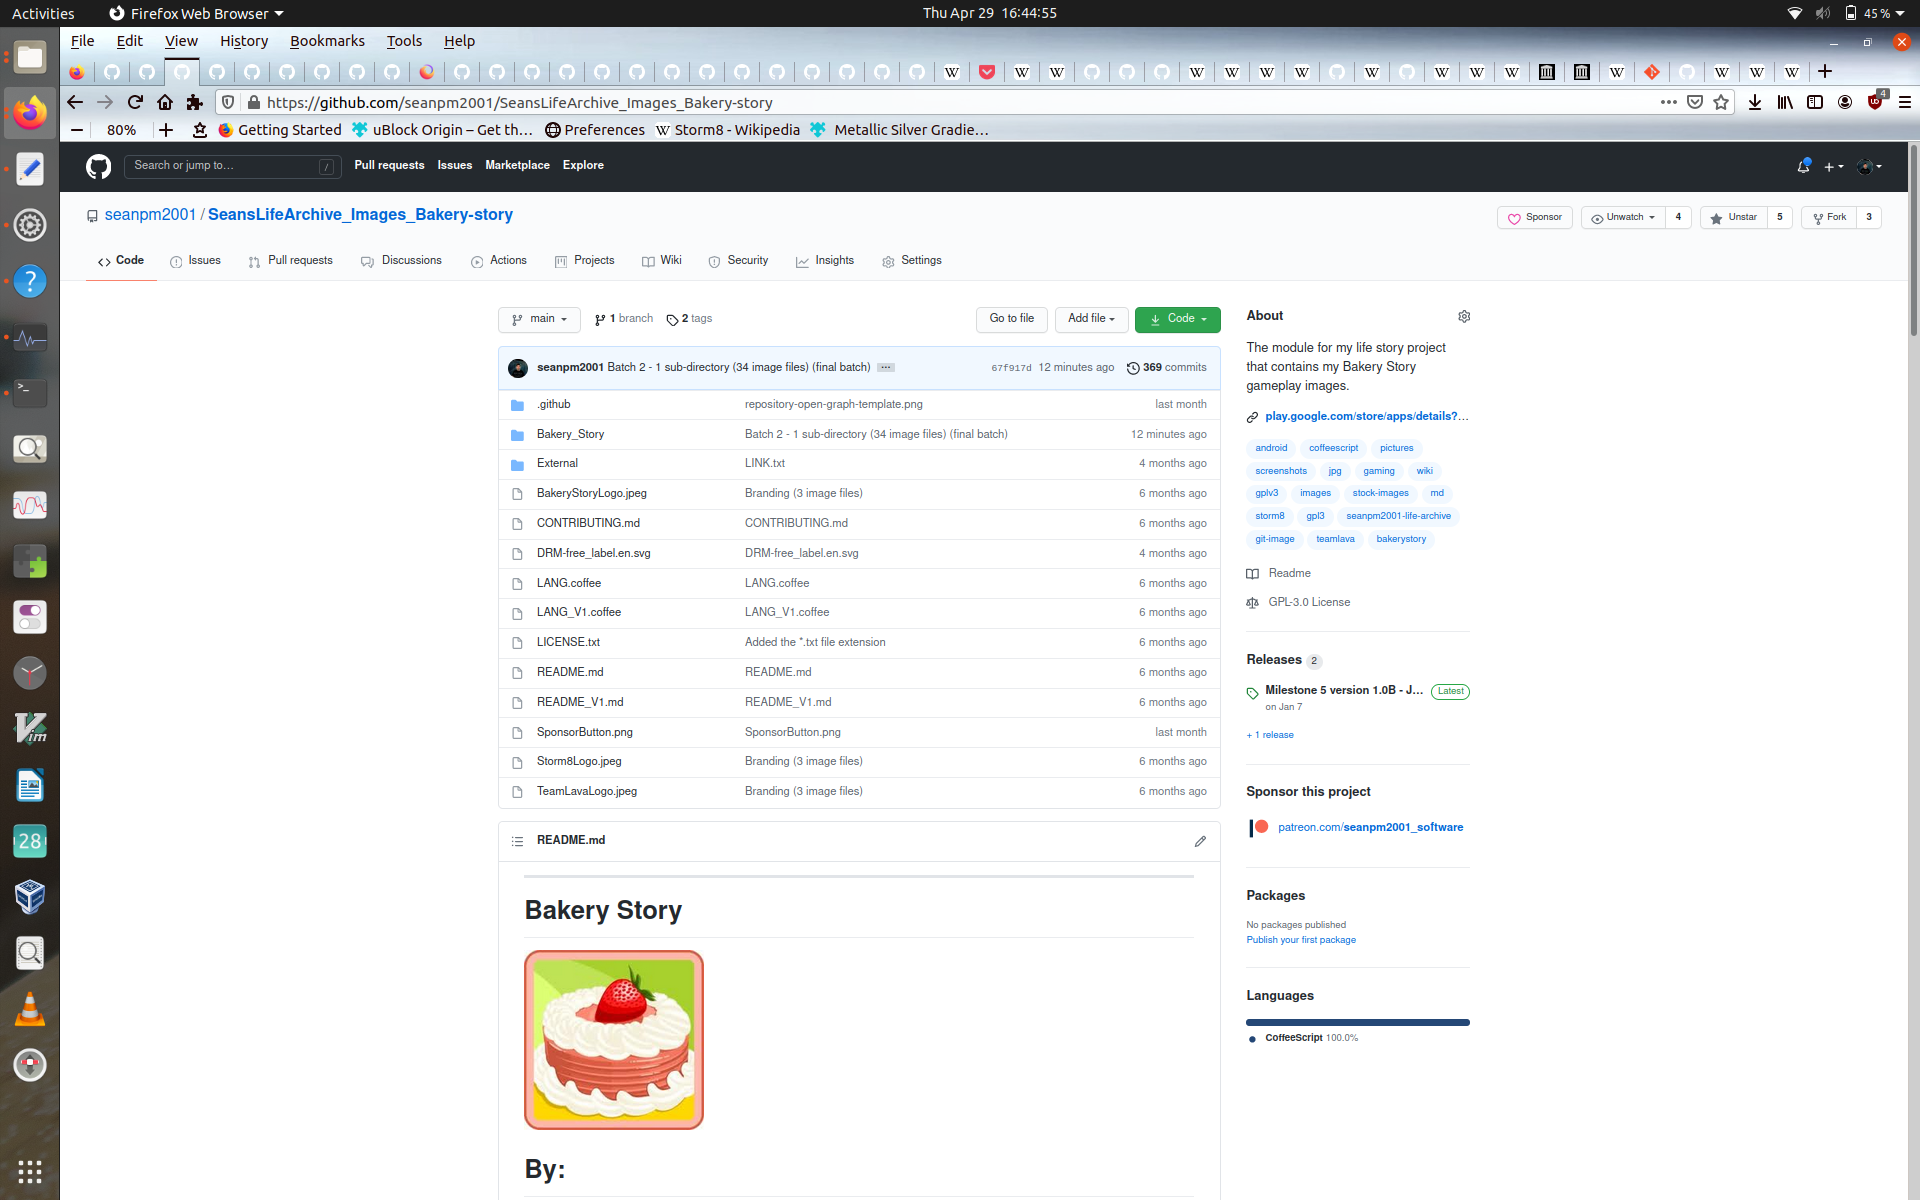 Activities Firefox Web Browser Thu Apr 29 16:44:55 45 %
File Edit View History Bookmarks Tools Help
https://github.com/seanpm2001/SeansLifeArchive_Images_Bakery-story 4
80% Getting Started uBlock Origin – Get th… Preferences Storm8 - Wikipedia Metallic Silver Gradie…
Search or jump to… / Pull requests Issues Marketplace Explore
seanpm2001 / SeansLifeArchive_Images_Bakery-story Sponsor Unwatch 4 Unstar 5 Fork 3
Code Issues Pull requests Discussions Actions Projects Wiki Security Insights Settings
main 1 branch 2 tags Go to file Add file Code
seanpm2001 Batch 2 - 1 sub-directory (34 image files) (final batch) … 67f917d 12 minutes ago 369 commits
.github repository-open-graph-template.png last month
Bakery_Story Batch 2 - 1 sub-directory (34 image files) (final batch) 12 minutes ago
External LINK.txt 4 months ago
BakeryStoryLogo.jpeg Branding (3 image files) 6 months ago
CONTRIBUTING.md CONTRIBUTING.md 6 months ago
DRM-free_label.en.svg DRM-free_label.en.svg 4 months ago
LANG.coffee LANG.coffee 6 months ago
LANG_V1.coffee LANG_V1.coffee 6 months ago
LICENSE.txt Added the *.txt file extension 6 months ago
README.md README.md 6 months ago
README_V1.md README_V1.md 6 months ago
SponsorButton.png SponsorButton.png last month
Storm8Logo.jpeg Branding (3 image files) 6 months ago
TeamLavaLogo.jpeg Branding (3 image files) 6 months ago
README.md
Bakery Story
By:
About
The module for my life story project
that contains my Bakery Story
gameplay images.
play.google.com/store/apps/details?…
android coffeescript pictures
screenshots jpg gaming wiki
gplv3 images stock-images md
storm8 gpl3 seanpm2001-life-archive
git-image teamlava bakerystory
Readme
GPL-3.0 License
Releases 2
Milestone 5 version 1.0B - J… Latest
on Jan 7
+ 1 release
Sponsor this project
patreon.com/seanpm2001_software
Packages
No packages published
Publish your first package
Languages
CoffeeScript 100.0%
Vim
28